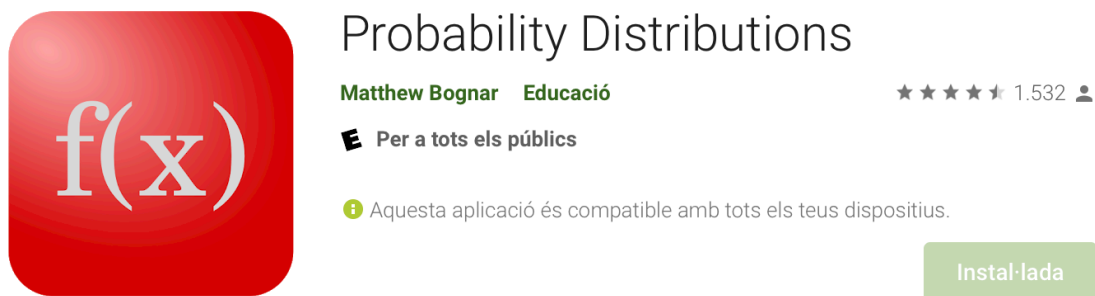 f(x)
Probability Distributions
Matthew Bognar Educació 1.532
E Per a tots els públics
Aquesta aplicació és compatible amb tots els teus dispositius.
Instal·lada